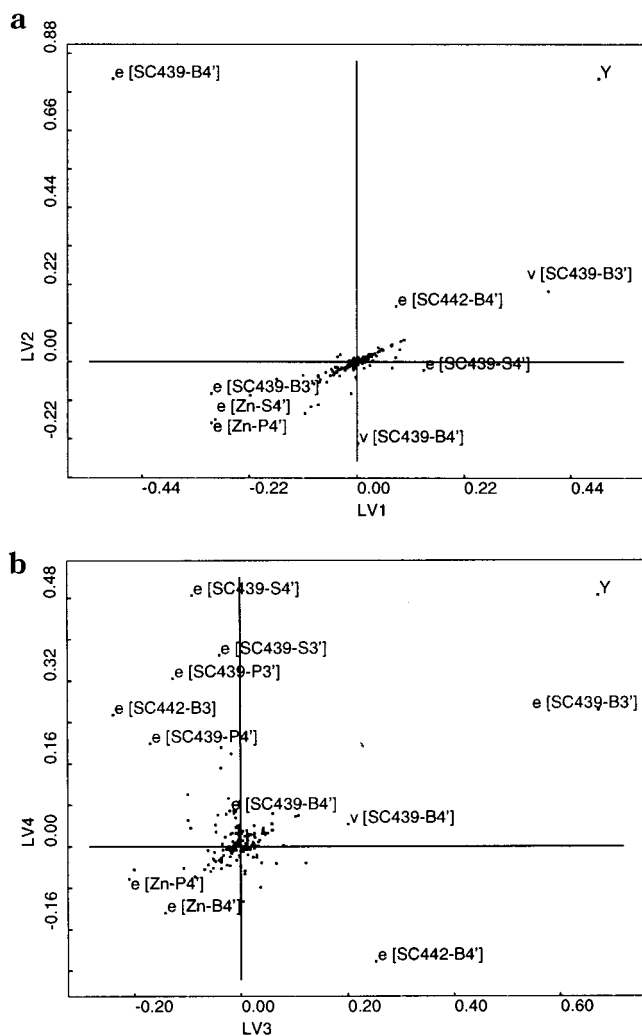 a
0.88
0.66
0.44
0.22
0.00
-0.22
LV2
e [SC439-B4']
Y
v [SC439-B3']
e [SC442-B4']
e [SC439-S4']
e [SC439-B3']
e [Zn-S4']
e [Zn-P4']
v [SC439-B4']
-0.44
-0.22
0.00
0.22
0.44
LV1
b
0.48
0.32
0.16
0.00
-0.16
LV4
e [SC439-S4']
Y
e [SC439-S3']
e [SC439-P3']
e [SC442-B3]
e [SC439-B3']
e [SC439-P4']
e [SC439-B4']
v [SC439-B4']
e [Zn-P4']
e [Zn-B4']
e [SC442-B4']
-0.20
0.00
0.20
0.40
0.60
LV3